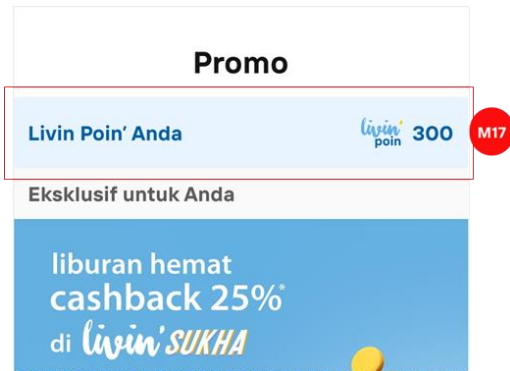 Promo
Livin Poin’ Anda
livin' poin 300
M17
Eksklusif untuk Anda
liburan hemat
cashback 25%*
di livin' SUKHA